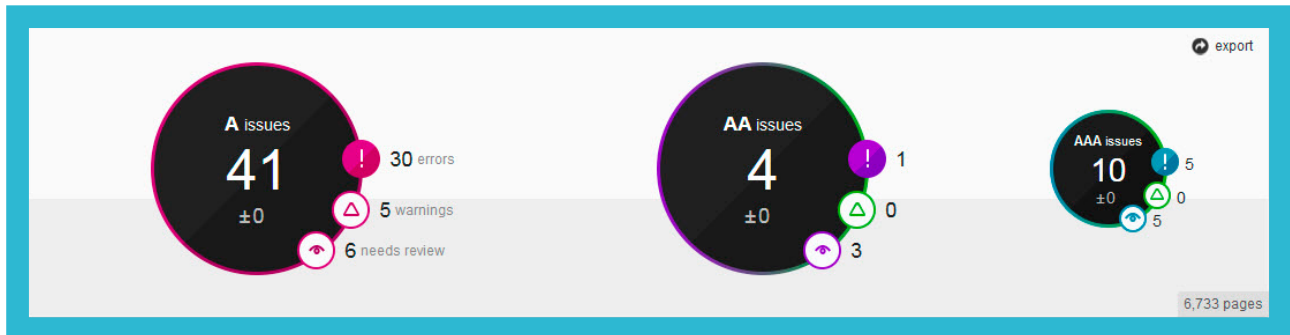 export
A issues
41
±0
30 errors
5 warnings
6 needs review
AA issues
4
±0
1
0
3
AAA issues
10
±0
5
0
5
6,733 pages